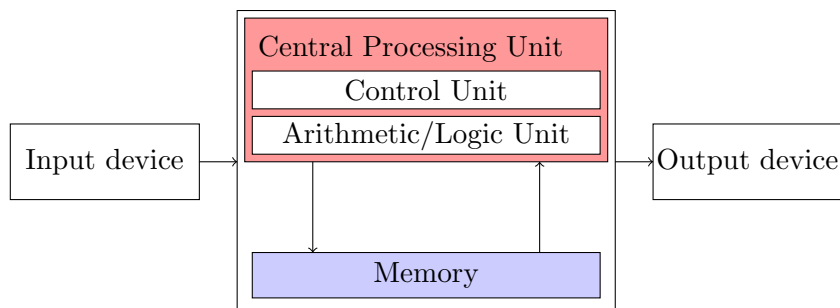 Central Processing Unit
Control Unit
Arithmetic/Logic Unit
Input device
Output device
Memory